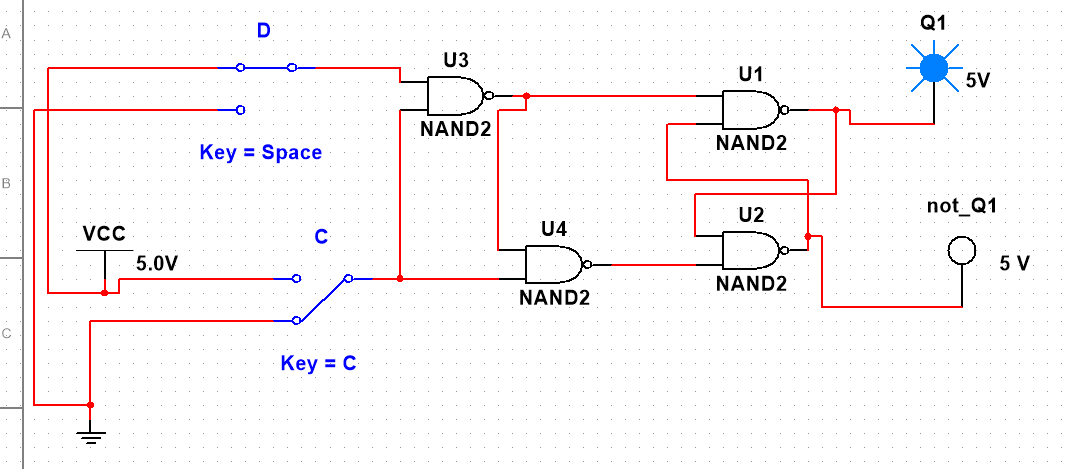 A
D
Q1
U3
U1
5V
NAND2
NAND2
Key = Space
B
not_Q1
U2
VCC
C
U4
5.0V
5 V
NAND2
NAND2
C
Key = C